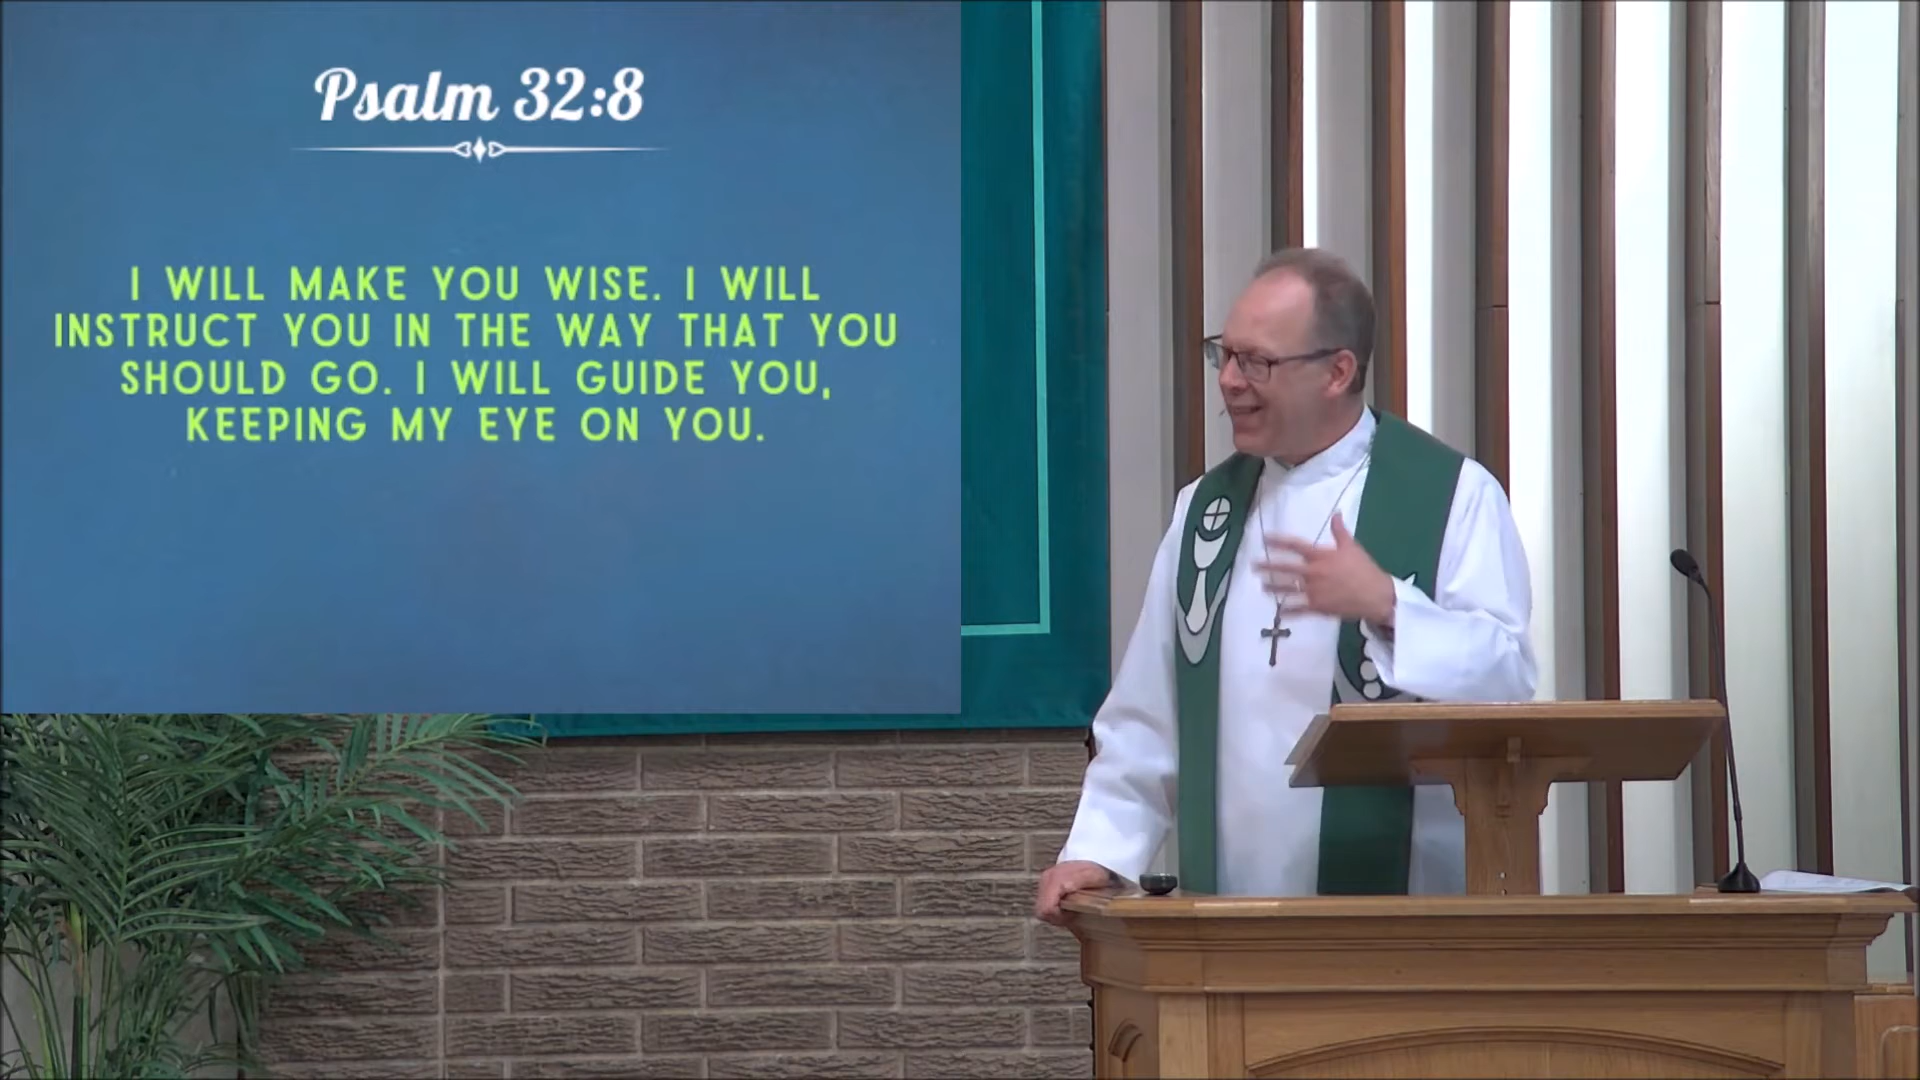 Psalm 32:8
I WILL MAKE YOU WISE. I WILL
INSTRUCT YOU IN THE WAY THAT YOU
SHOULD GO. I WILL GUIDE YOU,
KEEPING MY EYE ON YOU.